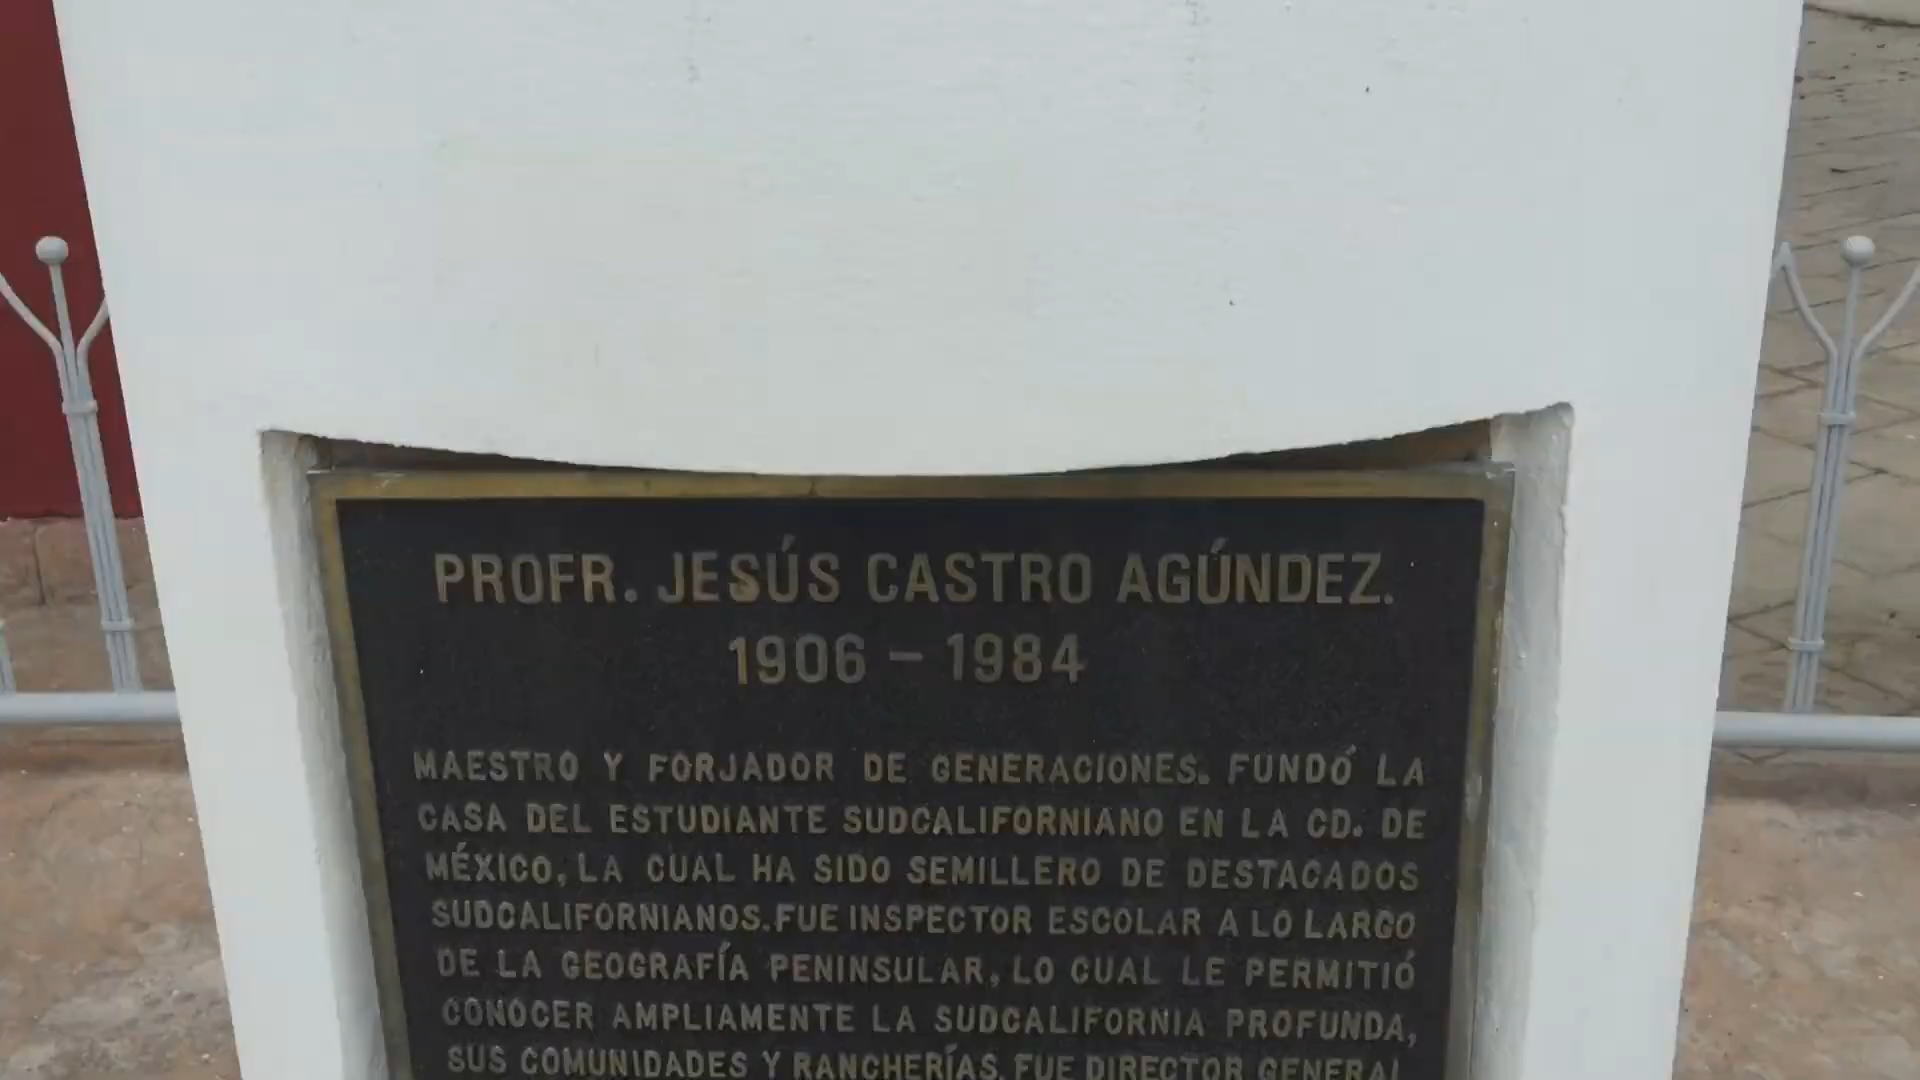 PROFR. JESÚS CASTRO AGÚNDEZ.
1906 – 1984
MAESTRO Y FORJADOR DE GENERACIONES. FUNDÓ LA
CASA DEL ESTUDIANTE SUDCALIFORNIANO EN LA CD. DE
MÉXICO, LA CUAL HA SIDO SEMILLERO DE DESTACADOS
SUDCALIFORNIANOS. FUE INSPECTOR ESCOLAR A LO LARGO
DE LA GEOGRAFÍA PENINSULAR, LO CUAL LE PERMITIÓ
CONOCER AMPLIAMENTE LA SUDCALIFORNIA PROFUNDA,
SUS COMUNIDADES Y RANCHERÍAS. FUE DIRECTOR GENERAL